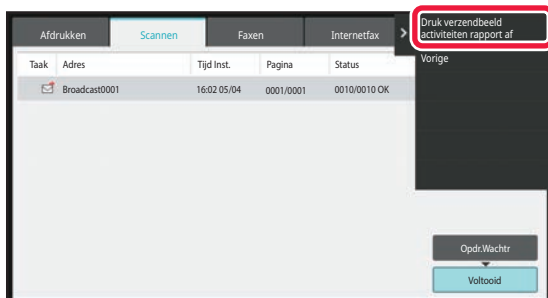 Afdrukken Scannen Faxen Internetfax
Druk verzendbeeld
activiteiten rapport af
Vorige
Taak Adres Tijd Inst. Pagina Status
Broadcast0001 16:02 05/04 0001/0001 0010/0010 OK
Opdr.Wachtr
Voltooid